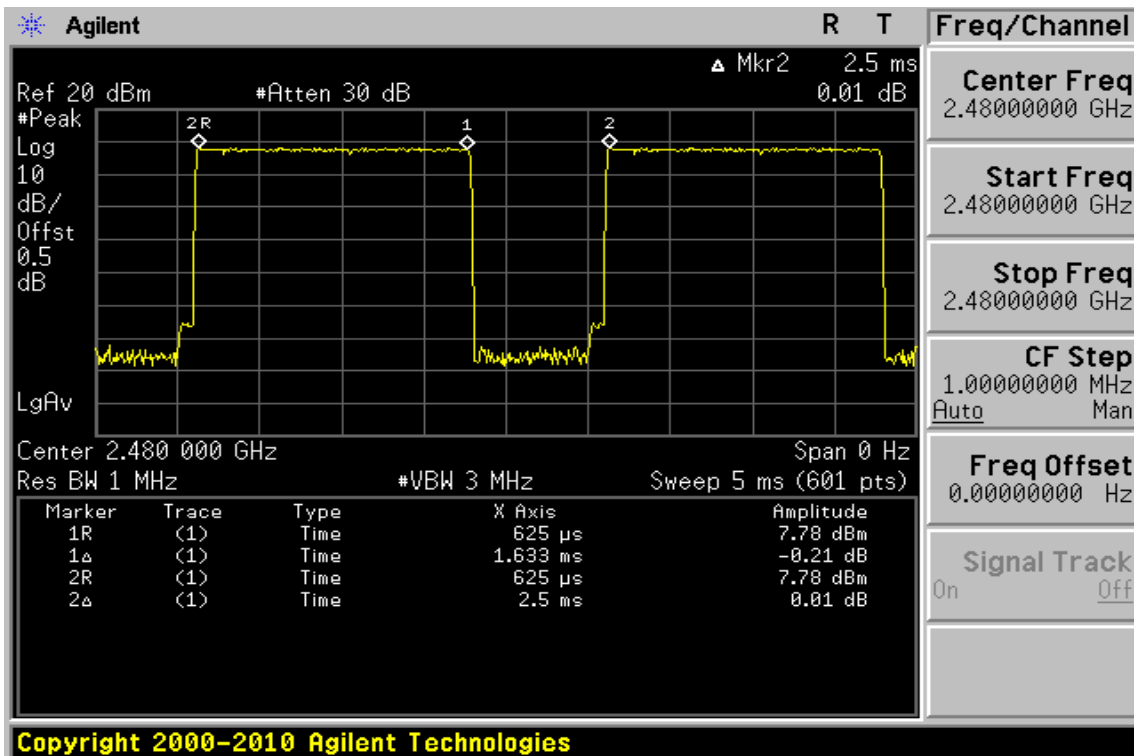 Agilent R T
Freq/Channel
▵ Mkr2 2.5 ms
Ref 20 dBm #Atten 30 dB 0.01 dB
#Peak
Log
10
dB/
Offst
0.5
dB
LgAv
2R 1 2
Center 2.480 000 GHz Span 0 Hz
Res BW 1 MHz #VBW 3 MHz Sweep 5 ms (601 pts)
Marker Trace Type X Axis Amplitude
1R (1) Time 625 µs 7.78 dBm
1▵ (1) Time 1.633 ms -0.21 dB
2R (1) Time 625 µs 7.78 dBm
2▵ (1) Time 2.5 ms 0.01 dB
Center Freq
2.48000000 GHz
Start Freq
2.48000000 GHz
Stop Freq
2.48000000 GHz
CF Step
1.00000000 MHz
Auto Man
Freq Offset
0.00000000 Hz
Signal Track
On Off
Copyright 2000-2010 Agilent Technologies